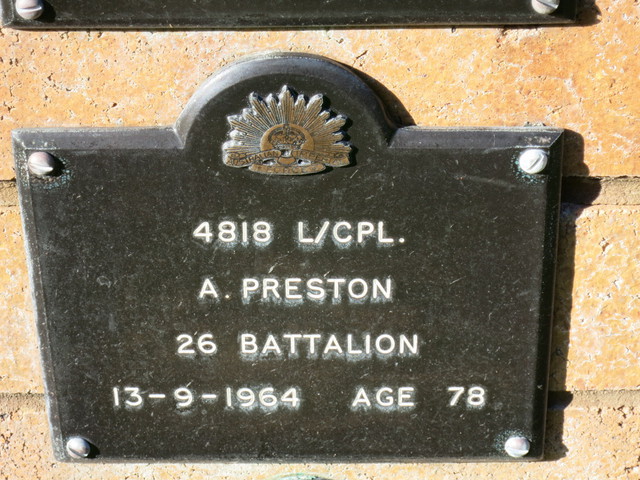 4818 L/CPL.
A. PRESTON
26 BATTALION
13-9-1964 AGE 78